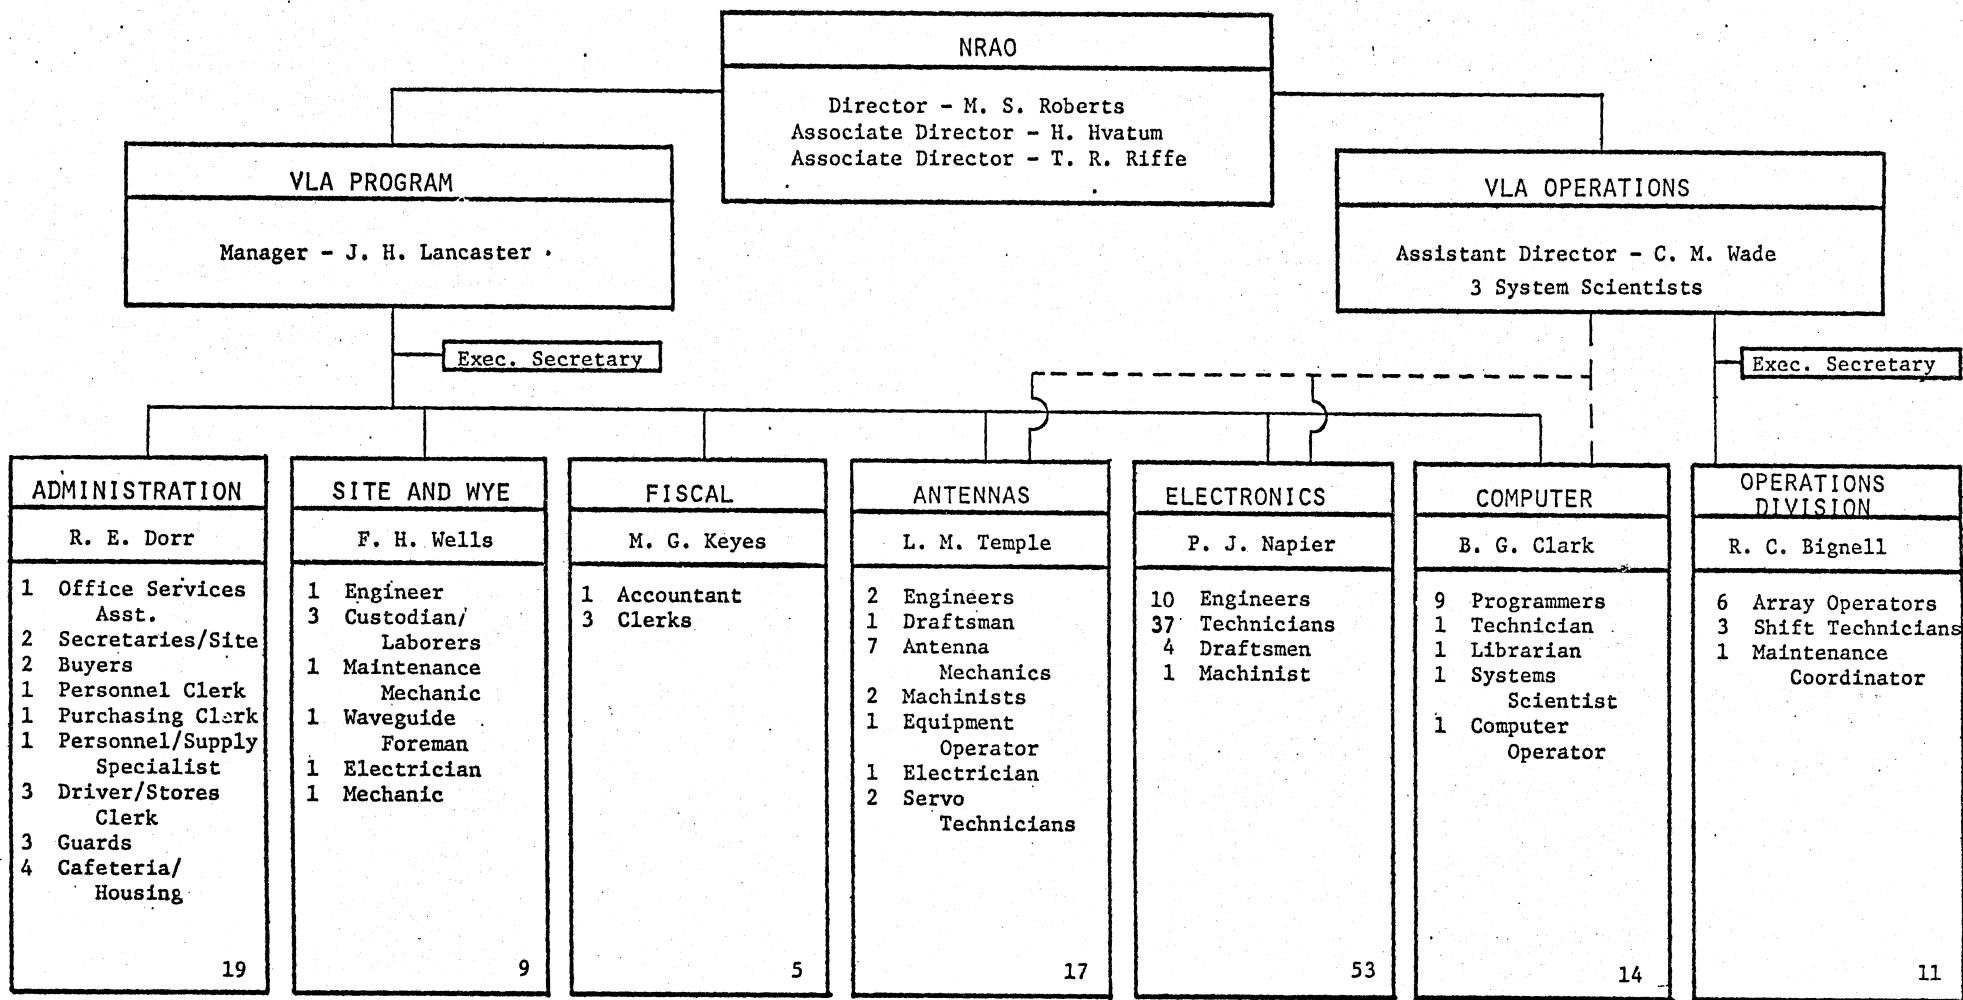 NRAO
Director - M. S. Roberts
Associate Director - H. Hvatum
Associate Director - T. R. Riffe
VLA PROGRAM
Manager - J. H. Lancaster
VLA OPERATIONS
Assistant Director - C. M. Wade
3 System Scientists
Exec. Secretary
Exec. Secretary
ADMINISTRATION
R. E. Dorr
1 Office Services
Asst.
2 Secretaries/Site
2 Buyers
1 Personnel Clerk
1 Purchasing Clerk
1 Personnel/Supply
Specialist
3 Driver/Stores
Clerk
3 Guards
4 Cafeteria/
Housing
19
SITE AND WYE
F. H. Wells
1 Engineer
3 Custodian/
Laborers
1 Maintenance
Mechanic
1 Waveguide
Foreman
1 Electrician
1 Mechanic
9
FISCAL
M. G. Keyes
1 Accountant
3 Clerks
5
ANTENNAS
L. M. Temple
2 Engineers
1 Draftsman
7 Antenna
Mechanics
2 Machinists
1 Equipment
Operator
1 Electrician
2 Servo
Technicians
17
ELECTRONICS
P. J. Napier
10 Engineers
37 Technicians
4 Draftsmen
1 Machinist
53
COMPUTER
B. G. Clark
9 Programmers
1 Technician
1 Librarian
1 Systems
Scientist
1 Computer
Operator
14
OPERATIONS
DIVISION
R. C. Bignell
6 Array Operators
3 Shift Technicians
1 Maintenance
Coordinator
11